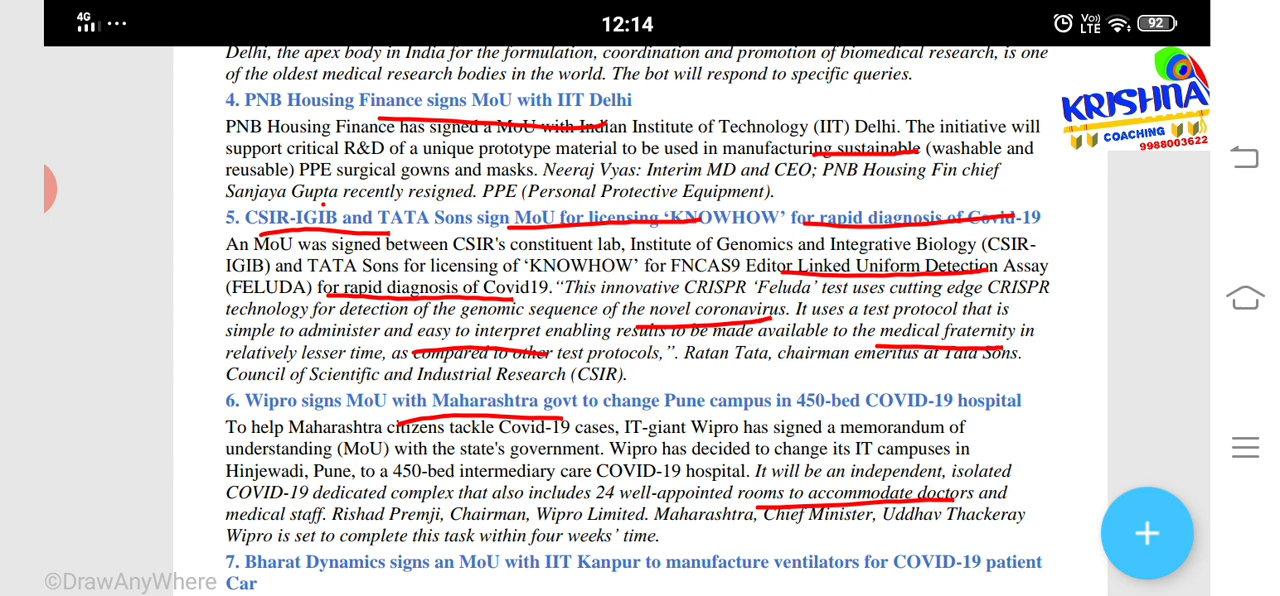 4G
12:14
Vo)
LTE
92
Delhi, the apex body in India for the formulation, coordination and promotion of biomedical research, is one
of the oldest medical research bodies in the world. The bot will respond to specific queries.
4. PNB Housing Finance signs MoU with IIT Delhi
PNB Housing Finance has signed a MoU with Indian Institute of Technology (IIT) Delhi. The initiative will
support critical R&D of a unique prototype material to be used in manufacturing sustainable (washable and
reusable) PPE surgical gowns and masks. Neeraj Vyas: Interim MD and CEO; PNB Housing Fin chief
Sanjaya Gupta recently resigned. PPE (Personal Protective Equipment).
5. CSIR-IGIB and TATA Sons sign MoU for licensing ‘KNOWHOW’ for rapid diagnosis of Covid-19
An MoU was signed between CSIR's constituent lab, Institute of Genomics and Integrative Biology (CSIR-
IGIB) and TATA Sons for licensing of ‘KNOWHOW’ for FNCAS9 Editor Linked Uniform Detection Assay
(FELUDA) for rapid diagnosis of Covid19.“This innovative CRISPR ‘Feluda’ test uses cutting edge CRISPR
technology for detection of the genomic sequence of the novel coronavirus. It uses a test protocol that is
simple to administer and easy to interpret enabling results to be made available to the medical fraternity in
relatively lesser time, as compared to other test protocols,”. Ratan Tata, chairman emeritus at Tata Sons.
Council of Scientific and Industrial Research (CSIR).
6. Wipro signs MoU with Maharashtra govt to change Pune campus in 450-bed COVID-19 hospital
To help Maharashtra citizens tackle Covid-19 cases, IT-giant Wipro has signed a memorandum of
understanding (MoU) with the state's government. Wipro has decided to change its IT campuses in
Hinjewadi, Pune, to a 450-bed intermediary care COVID-19 hospital. It will be an independent, isolated
COVID-19 dedicated complex that also includes 24 well-appointed rooms to accommodate doctors and
medical staff. Rishad Premji, Chairman, Wipro Limited. Maharashtra, Chief Minister, Uddhav Thackeray
Wipro is set to complete this task within four weeks’ time.
7. Bharat Dynamics signs an MoU with IIT Kanpur to manufacture ventilators for COVID-19 patient
Car
KRISHNA
COACHING
9988003622
©DrawAnyWhere